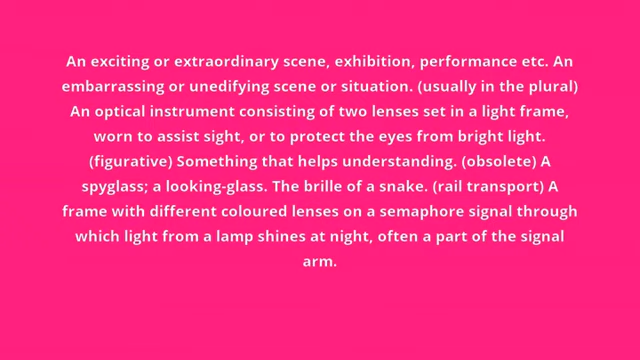 An exciting or extraordinary scene, exhibition, performance etc. An
embarrassing or unedifying scene or situation. (usually in the plural)
An optical instrument consisting of two lenses set in a light frame,
worn to assist sight, or to protect the eyes from bright light.
(figurative) Something that helps understanding. (obsolete) A
spyglass; a looking-glass. The brille of a snake. (rail transport) A
frame with different coloured lenses on a semaphore signal through
which light from a lamp shines at night, often a part of the signal
arm.